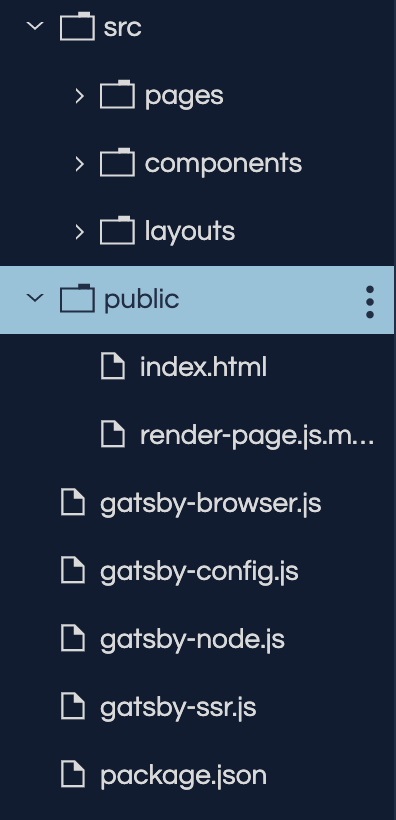 src
pages
components
layouts
public
index.html
render-page.js.m...
gatsby-browser.js
gatsby-config.js
gatsby-node.js
gatsby-ssr.js
package.json